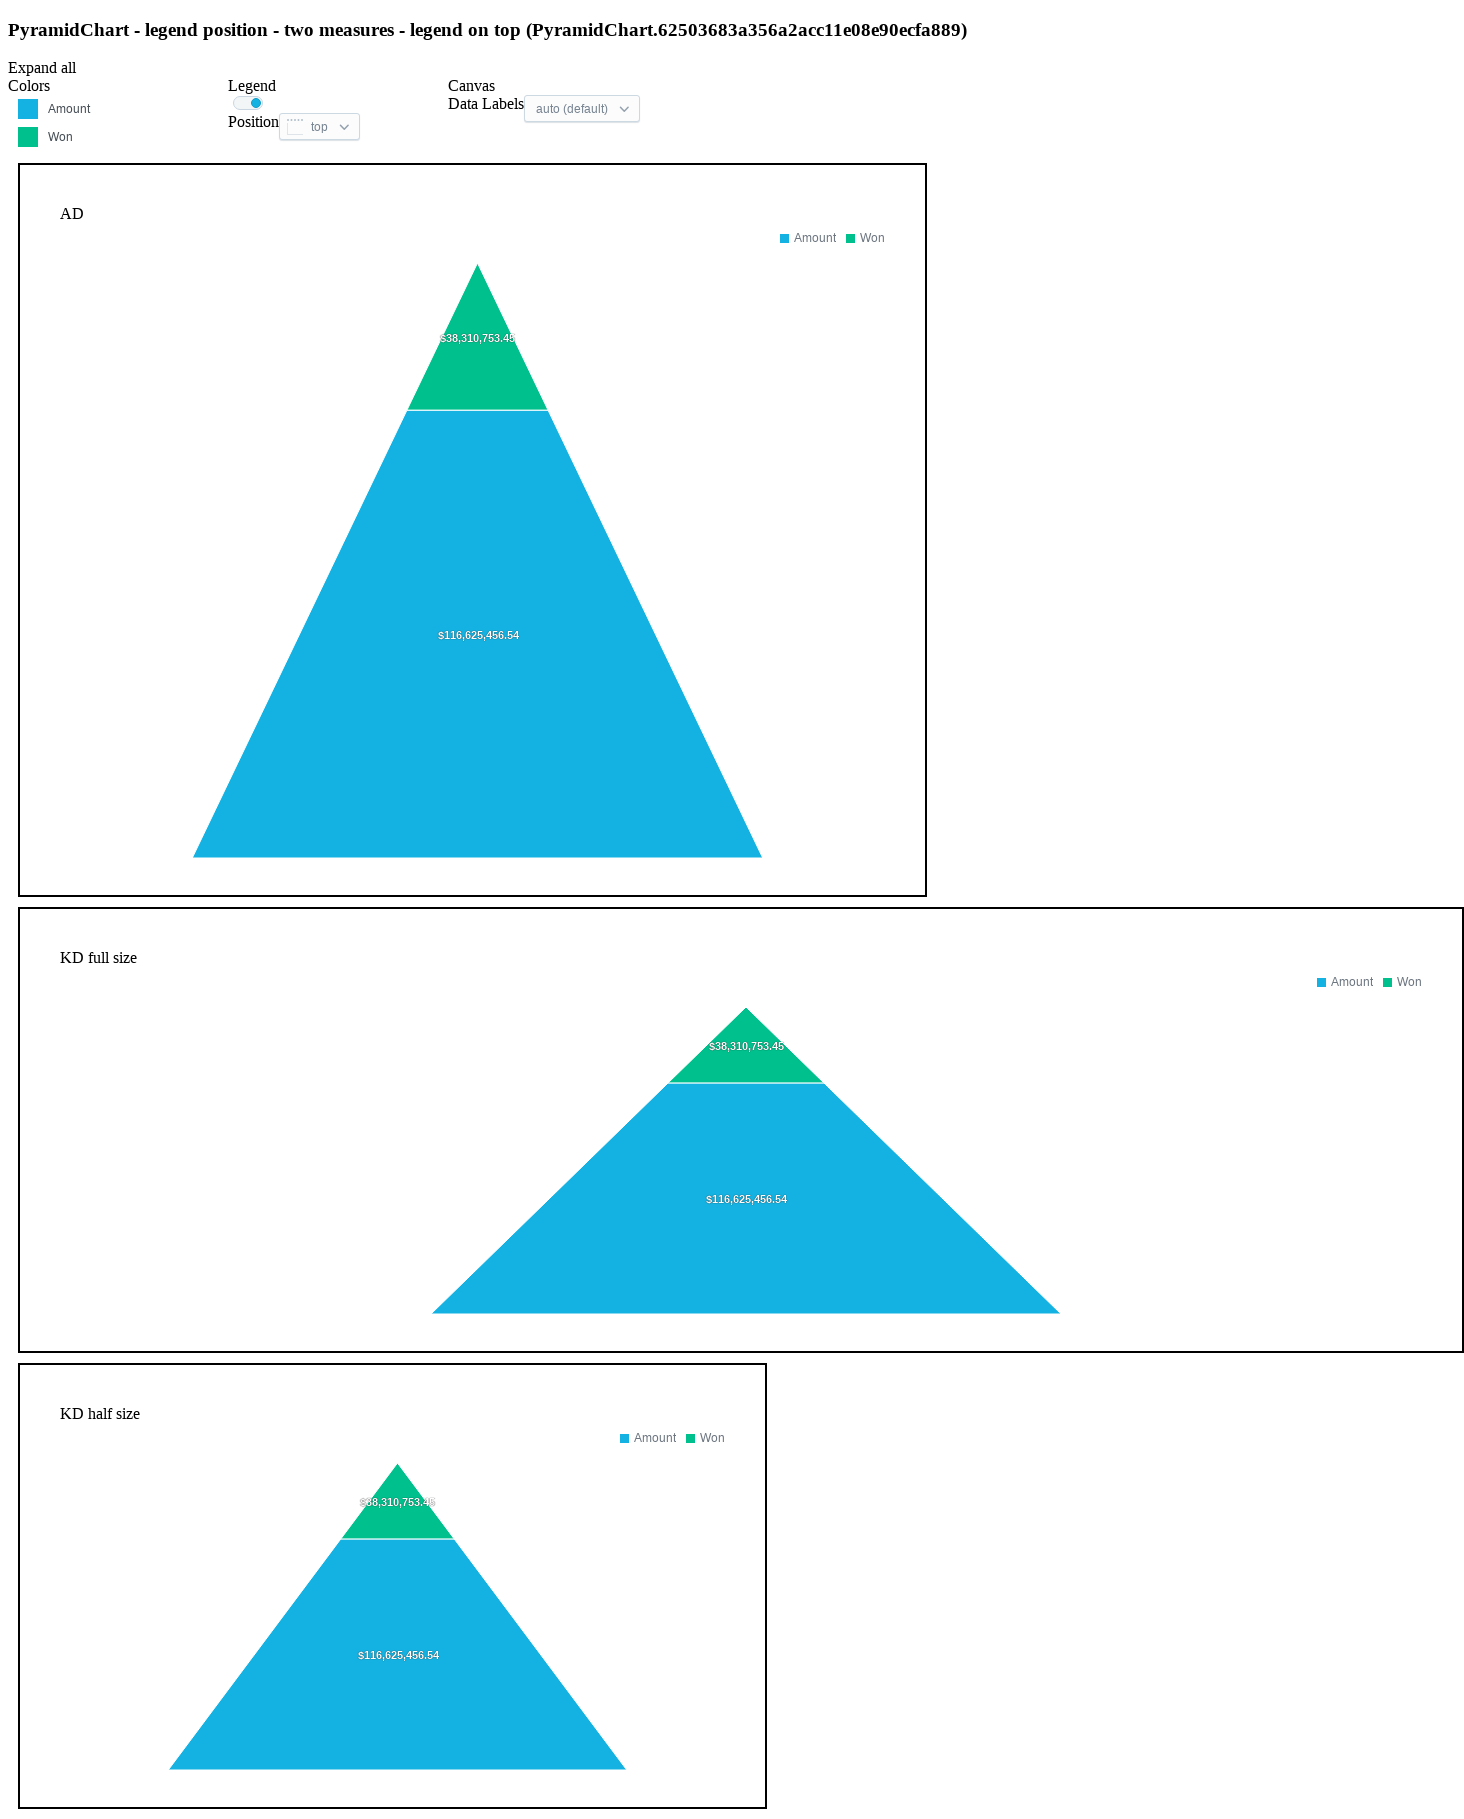 PyramidChart - legend position - two measures - legend on top (PyramidChart.62503683a356a2acc11e08e90ecfa889)
Expand all
Colors
Amount
Won
Legend
Position top
Canvas
Data Labels auto (default)
AD
Amount Won
$38,310,753.45
$116,625,456.54
KD full size
Amount Won
$38,310,753.45
$116,625,456.54
KD half size
Amount Won
$38,310,753.45
$116,625,456.54